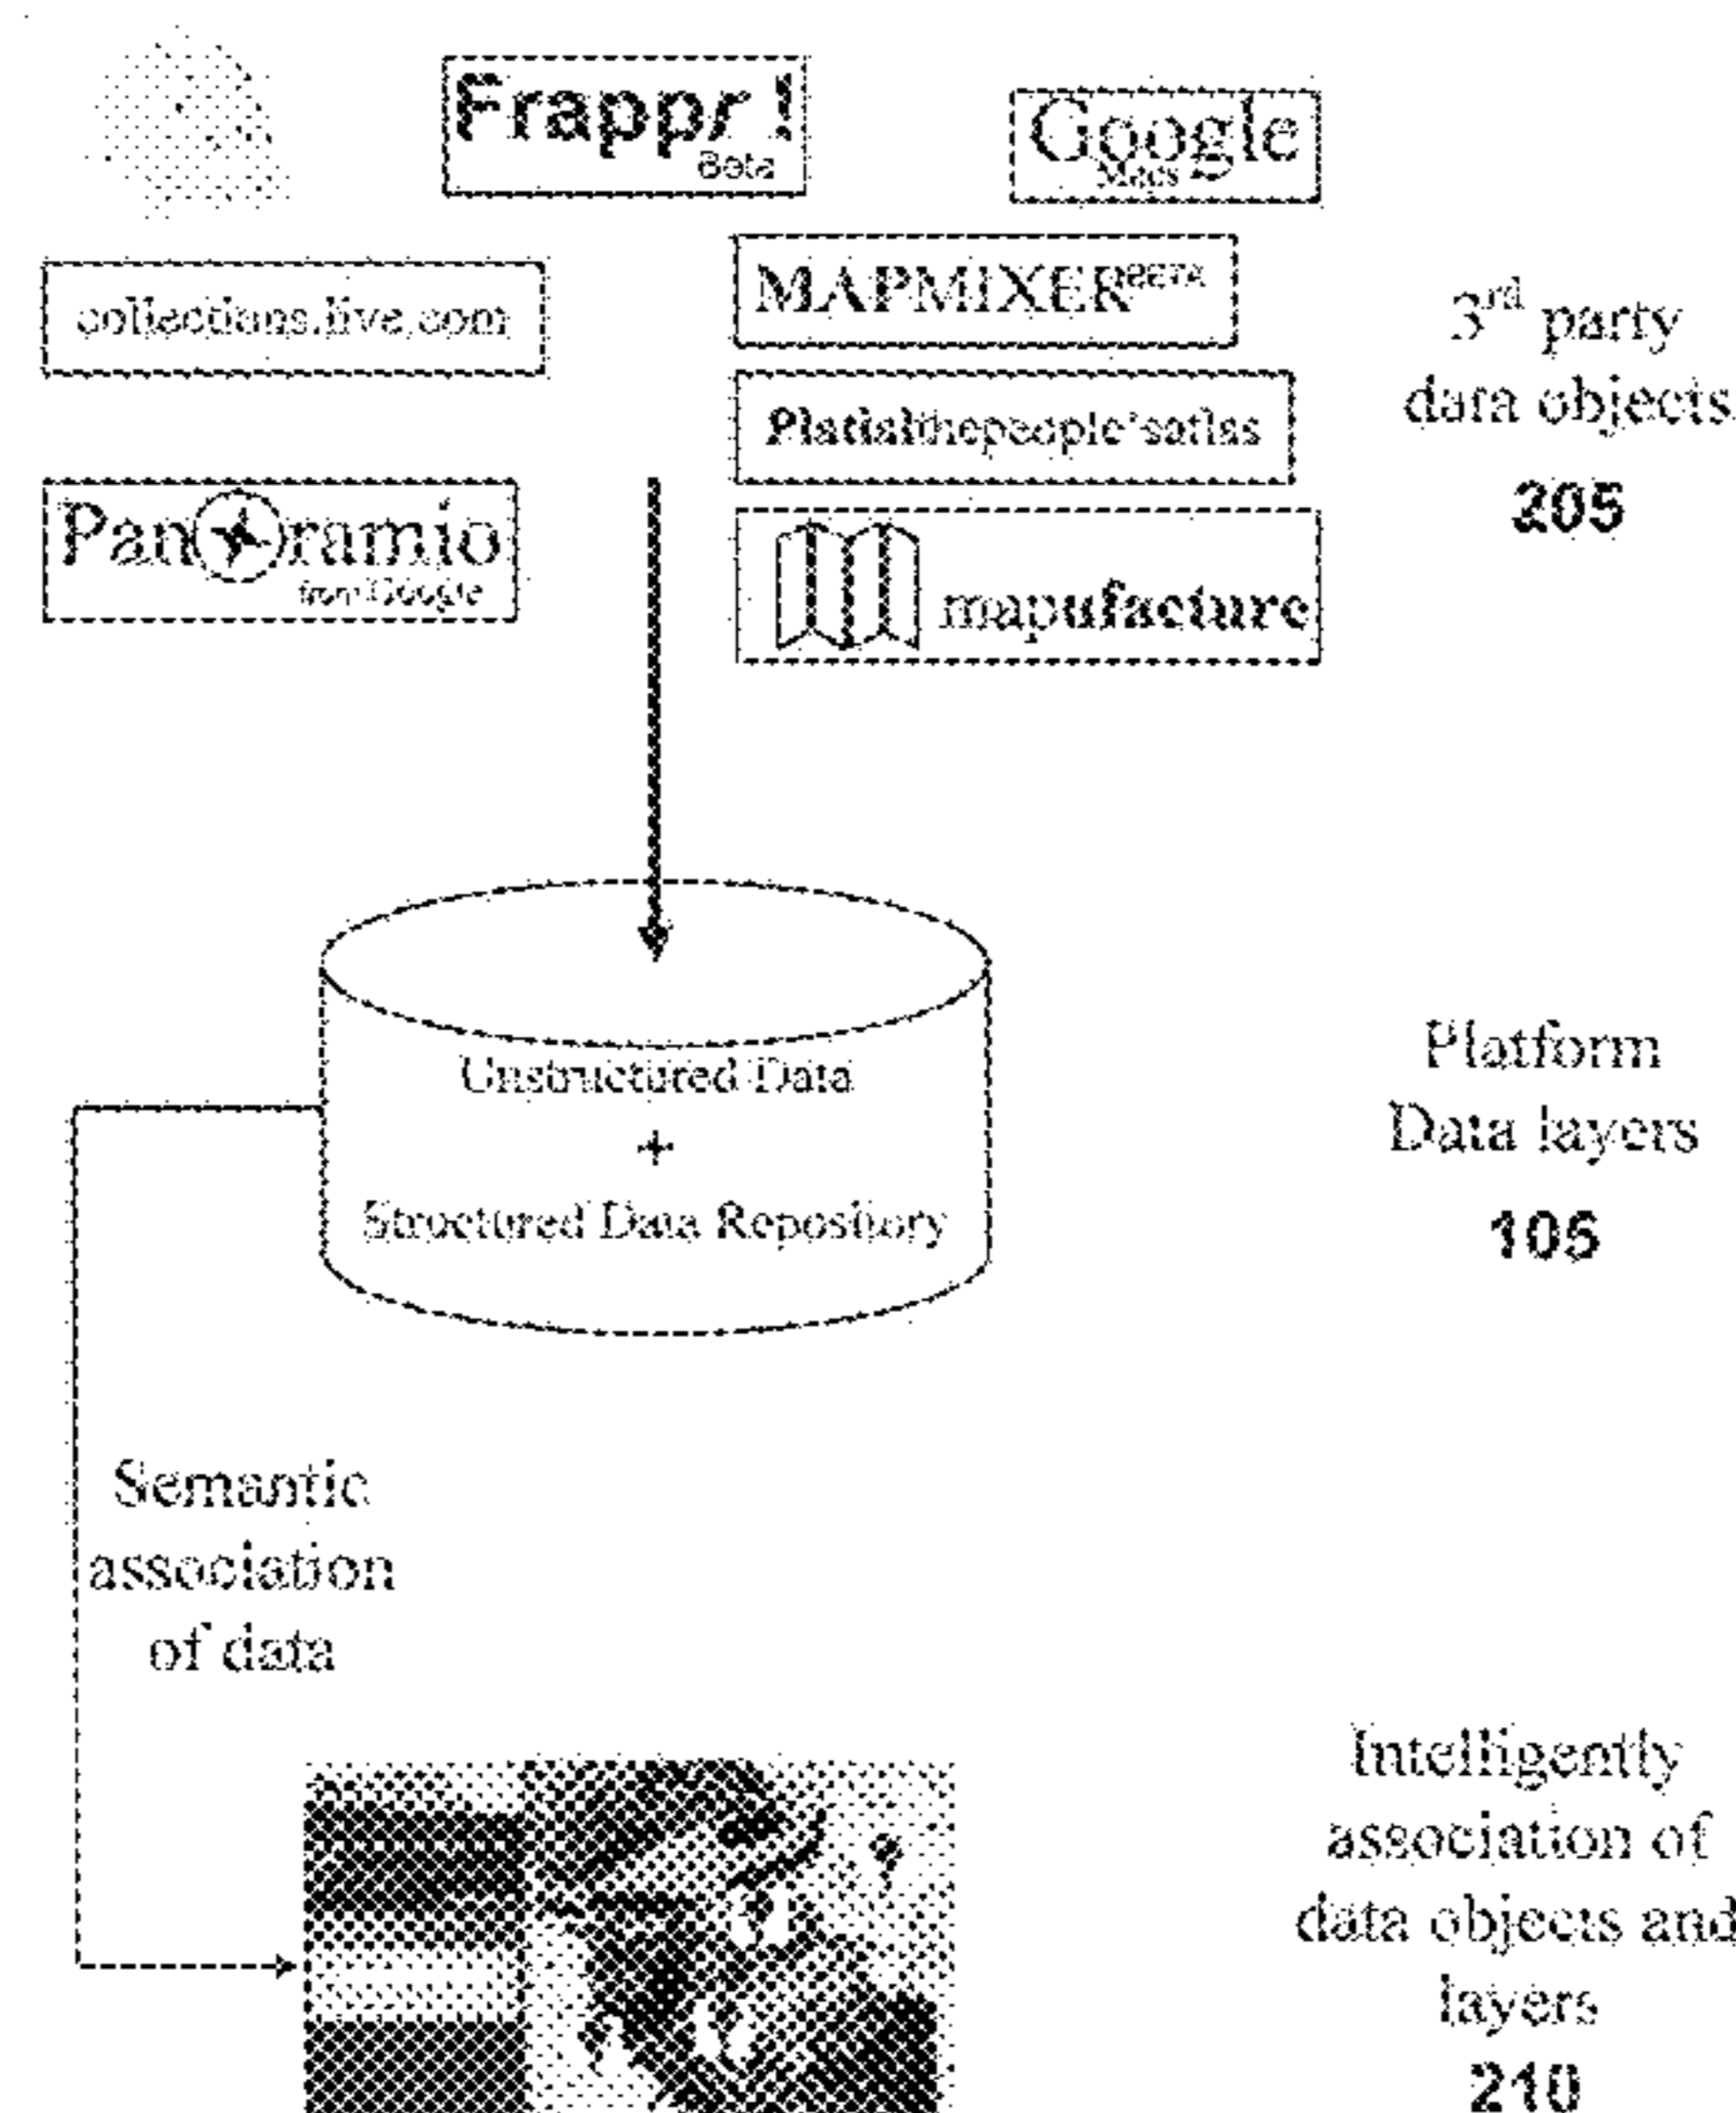 Frappr !
Beta
Google
Maps
collections.live.com
MAPMIXER BETA
Platialthepeople'satlas
Panoramio
from Google
mapufacture
3rd party
data objects
205
Unstructured Data
+
Structured Data Repository
Platform
Data layers
105
Semantic
association
of data
Intelligently
association of
data objects and
layers
210